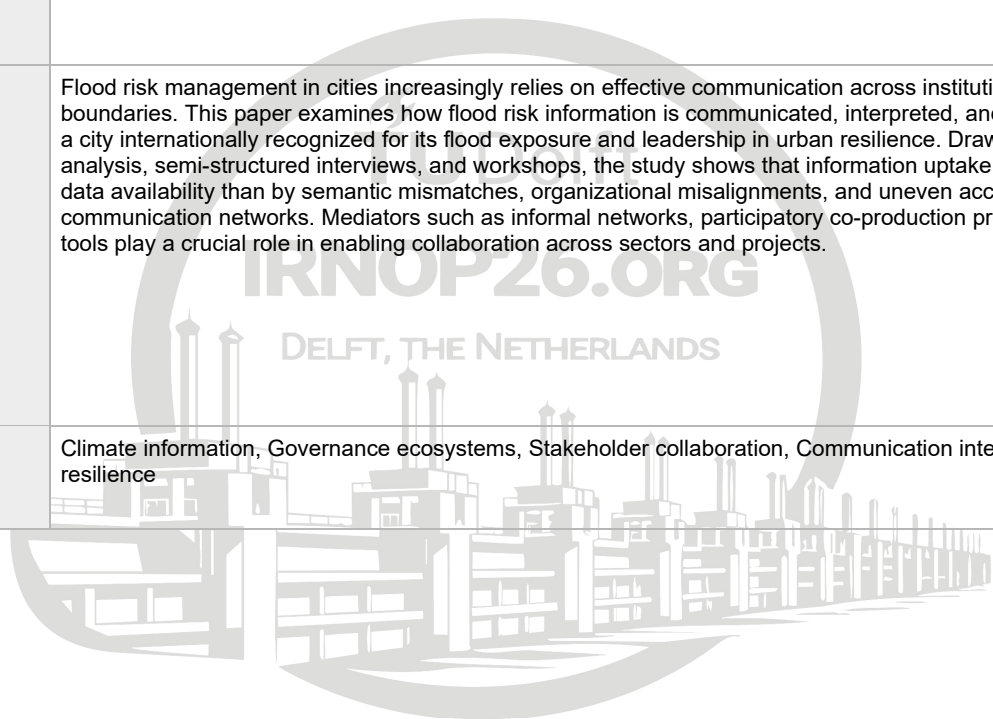 Flood risk management in cities increasingly relies on effective communication across instituti
boundaries. This paper examines how flood risk information is communicated, interpreted, and
a city internationally recognized for its flood exposure and leadership in urban resilience. Draw
analysis, semi-structured interviews, and workshops, the study shows that information uptake
data availability than by semantic mismatches, organizational misalignments, and uneven acc
communication networks. Mediators such as informal networks, participatory co-production pr
tools play a crucial role in enabling collaboration across sectors and projects.
TU Delft
IRNOP26.ORG
DELFT, THE NETHERLANDS
Climate information, Governance ecosystems, Stakeholder collaboration, Communication inte
resilience